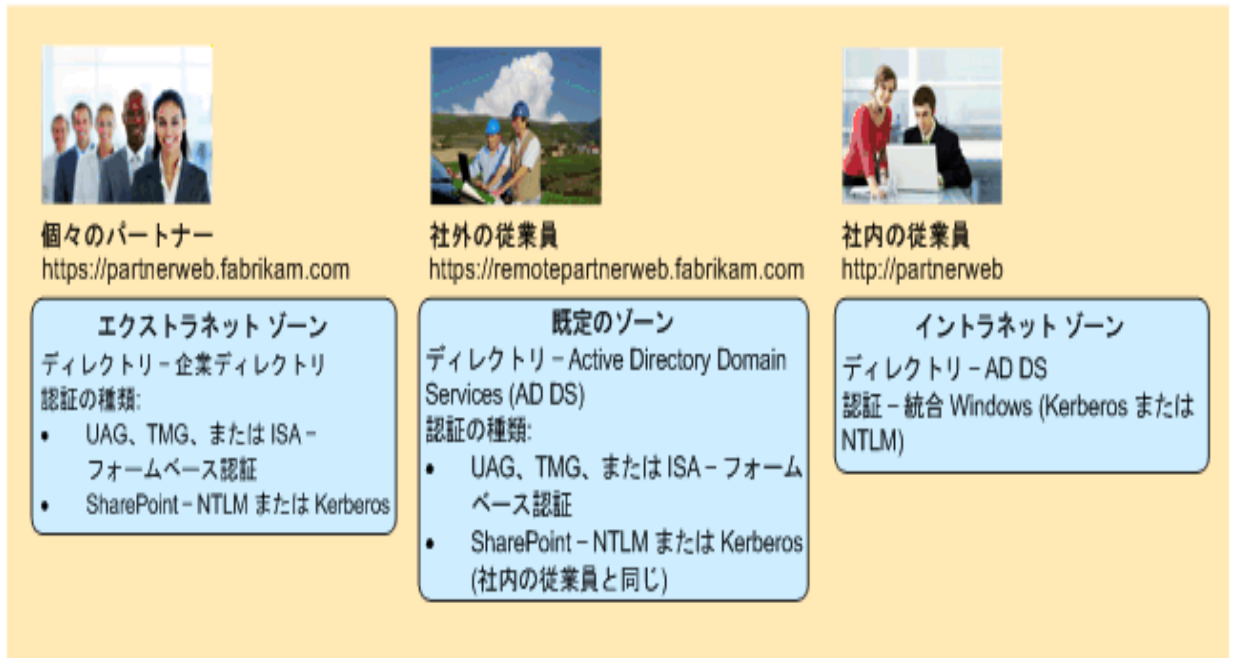 個々のパートナー
https://partnerweb.fabrikam.com
エクストラネット ゾーン
ディレクトリ – 企業ディレクトリ
認証の種類:
• UAG、TMG、または ISA –
フォームベース認証
• SharePoint – NTLM または Kerberos
社外の従業員
https://remotepartnerweb.fabrikam.com
既定のゾーン
ディレクトリ – Active Directory Domain
Services (AD DS)
認証の種類:
• UAG、TMG、または ISA – フォーム
ベース認証
• SharePoint – NTLM または Kerberos
(社内の従業員と同じ)
社内の従業員
http://partnerweb
イントラネット ゾーン
ディレクトリ – AD DS
認証 – 統合 Windows (Kerberos または
NTLM)